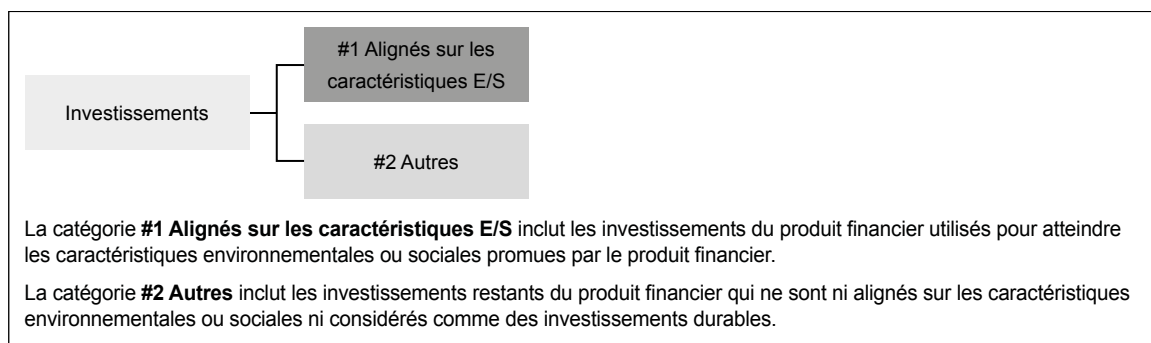 #1 Alignés sur les
caractéristiques E/S
Investissements
#2 Autres
La catégorie #1 Alignés sur les caractéristiques E/S inclut les investissements du produit financier utilisés pour atteindre
les caractéristiques environnementales ou sociales promues par le produit financier.
La catégorie #2 Autres inclut les investissements restants du produit financier qui ne sont ni alignés sur les caractéristiques
environnementales ou sociales ni considérés comme des investissements durables.